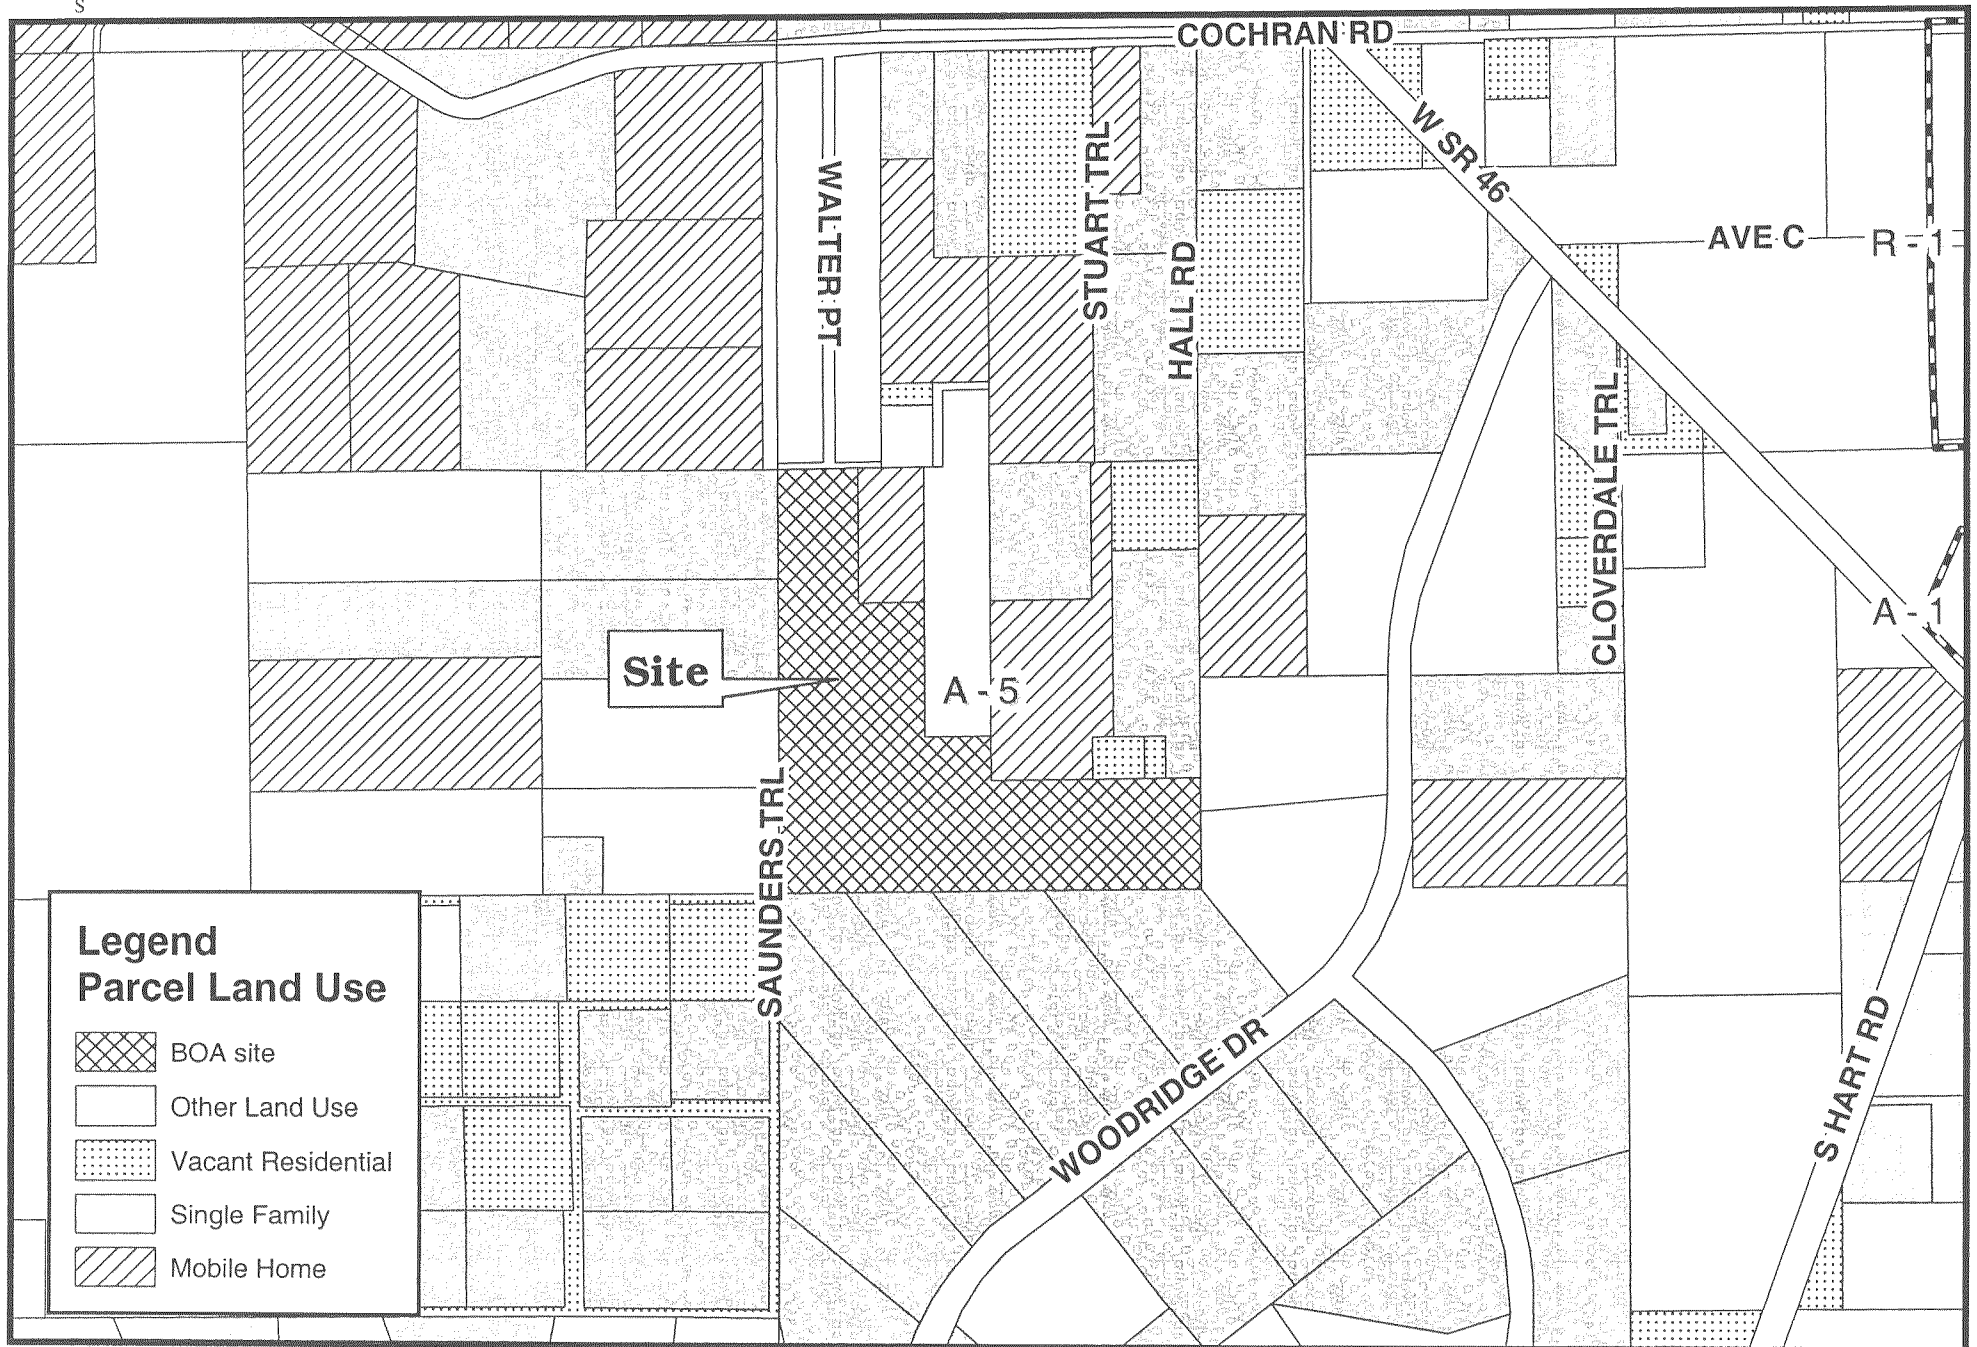 S
COCHRAN RD
W SR 46
WALTER PT
STUART TRL
HALL RD
AVE C
R - 1
CLOVERDALE TRL
A - 1
Site
A - 5
SAUNDERS TRL
WOODRIDGE DR
S HART RD
Legend
Parcel Land Use
BOA site
Other Land Use
Vacant Residential
Single Family
Mobile Home